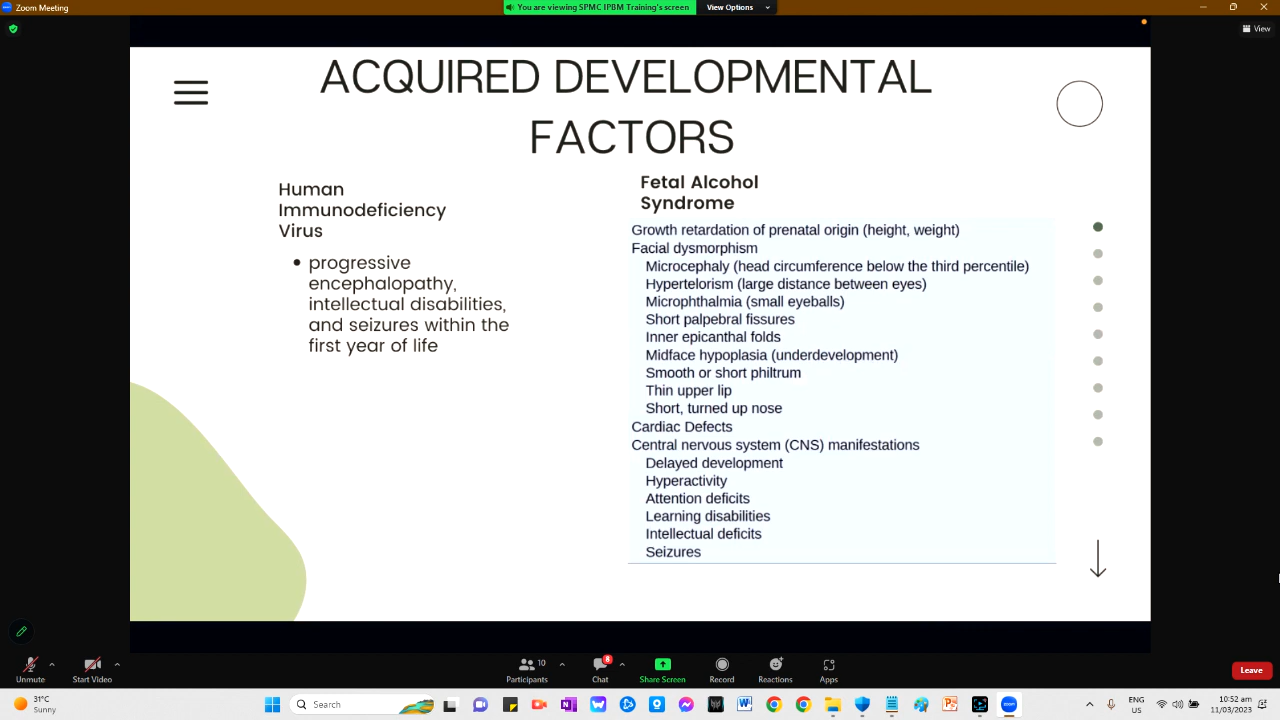 Zoom Meeting
You are viewing SPMC IPBM Training's screen
View Options
View
ACQUIRED DEVELOPMENTAL
FACTORS
Human
Immunodeficiency
Virus
• progressive
encephalopathy,
intellectual disabilities,
and seizures within the
first year of life
Fetal Alcohol
Syndrome
Growth retardation of prenatal origin (height, weight)
Facial dysmorphism
Microcephaly (head circumference below the third percentile)
Hypertelorism (large distance between eyes)
Microphthalmia (small eyeballs)
Short palpebral fissures
Inner epicanthal folds
Midface hypoplasia (underdevelopment)
Smooth or short philtrum
Thin upper lip
Short, turned up nose
Cardiac Defects
Central nervous system (CNS) manifestations
Delayed development
Hyperactivity
Attention deficits
Learning disabilities
Intellectual deficits
Seizures
Unmute
Start Video
10
Participants
8
Chat
Share Screen
Record
Reactions
Apps
Leave
31°C
Sunny
Search
10:04 AM
11/03/2023